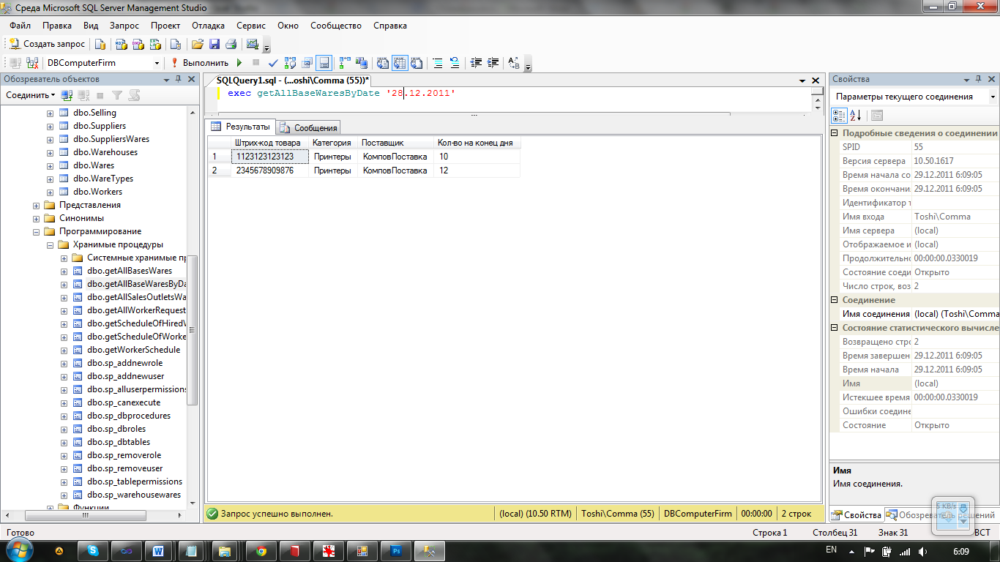 Среда Microsoft SQL Server Management Studio
Файл Правка Вид Запрос Проект Отладка Сервис Окно Сообщество Справка
Создать запрос
DBComputerFirm Выполнить
Обозреватель объектов
Соединить
dbo.Selling
dbo.Suppliers
dbo.SuppliersWares
dbo.Warehouses
dbo.Wares
dbo.WareTypes
dbo.Workers
Представления
Синонимы
Программирование
Хранимые процедуры
Системные хранимые пр
dbo.getAllBasesWares
dbo.getAllBaseWaresByDa
dbo.getAllSalesOutletsWa
dbo.getAllWorkerRequest
dbo.getScheduleOfHiredW
dbo.getScheduleOfWorke
dbo.getWorkerSchedule
dbo.sp_addnewrole
dbo.sp_addnewuser
dbo.sp_alluserpermissions
dbo.sp_canexecute
dbo.sp_dbprocedures
dbo.sp_dbroles
dbo.sp_dbtables
dbo.sp_removerole
dbo.sp_removeuser
dbo.sp_tablepermissions
dbo.sp_warehousewares
Функции
SQLQuery1.sql - (...oshi\Comma (55))*
exec getAllBaseWaresByDate '28.12.2011'
Результаты Сообщения
Штрих-код товара Категория Поставщик Кол-во на конец дня
1 1123123123123 Принтеры КомповПоставка 10
2 2345678909876 Принтеры КомповПоставка 12
Запрос успешно выполнен. (local) (10.50 RTM) Toshi\Comma (55) DBComputerFirm 00:00:00 2 строк
Свойства
Параметры текущего соединения
Подробные сведения о соединении
SPID 55
Версия сервера 10.50.1617
Время начала со 29.12.2011 6:09:05
Время окончани 29.12.2011 6:09:05
Идентификатор т
Имя входа Toshi\Comma
Имя сервера (local)
Отображаемое и (local)
Продолжительно 00:00:00.0330019
Состояние соеди Открыто
Число строк, воз 2
Соединение
Имя соединения (local) (Toshi\Comma
Состояние статистического вычисле
Возвращено стро 2
Время завершен 29.12.2011 6:09:05
Время начала 29.12.2011 6:09:05
Имя (local)
Истекшее время 00:00:00.0330019
Ошибки соедине
Состояние Открыто
Имя
Имя соединения.
5 KB/s
Свойства Обозреватель решений
Готово Строка 1 Столбец 31 Знак 31 ВСТ
EN 6:09